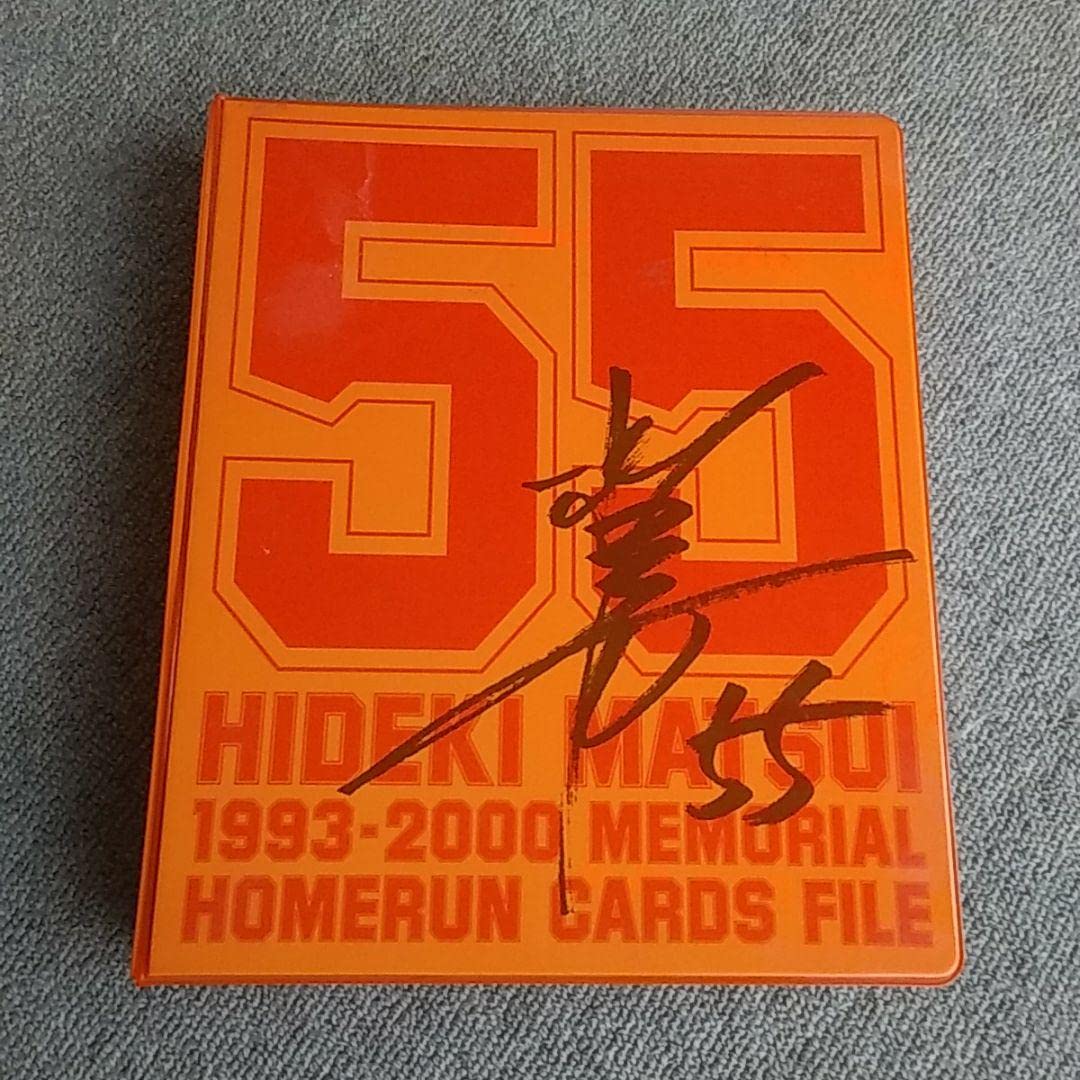 55
HIDEKI MATSUI
55
1993-2000 MEMORIAL
HOMERUN CARDS FILE